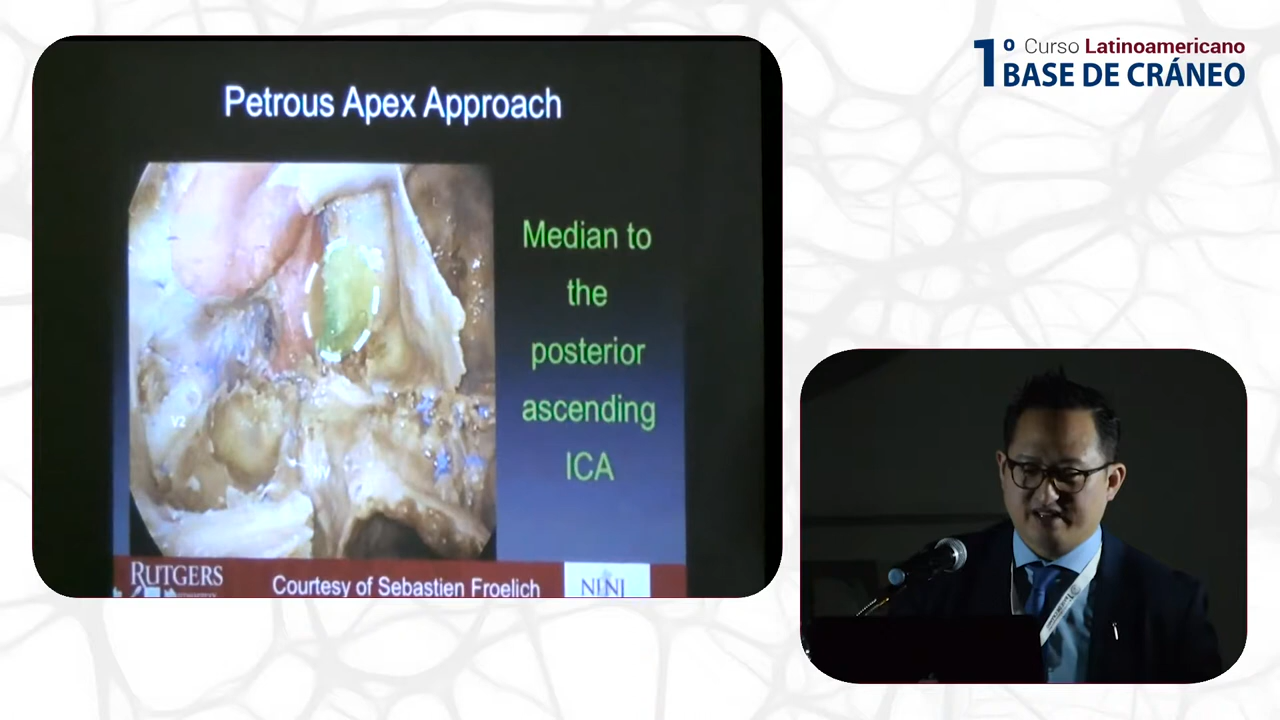 1º Curso Latinoamericano
BASE DE CRÁNEO
Petrous Apex Approach
Median to
the
posterior
ascending
ICA
V2
RUTGERS
Courtesy of Sebastien Froelich